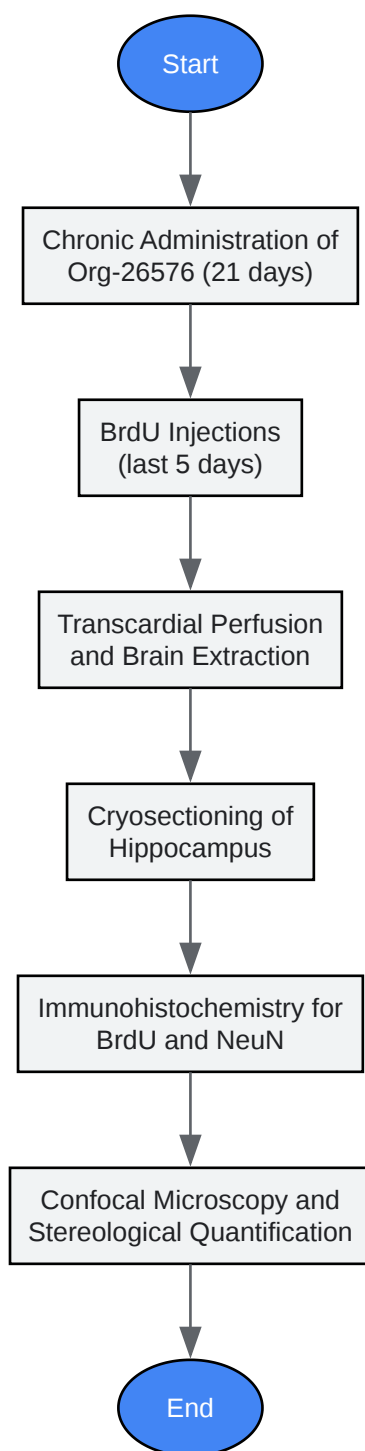 Start
Chronic Administration of
Org-26576 (21 days)
BrdU Injections
(last 5 days)
Transcardial Perfusion
and Brain Extraction
Cryosectioning of
Hippocampus
Immunohistochemistry for
BrdU and NeuN
Confocal Microscopy and
Stereological Quantification
End